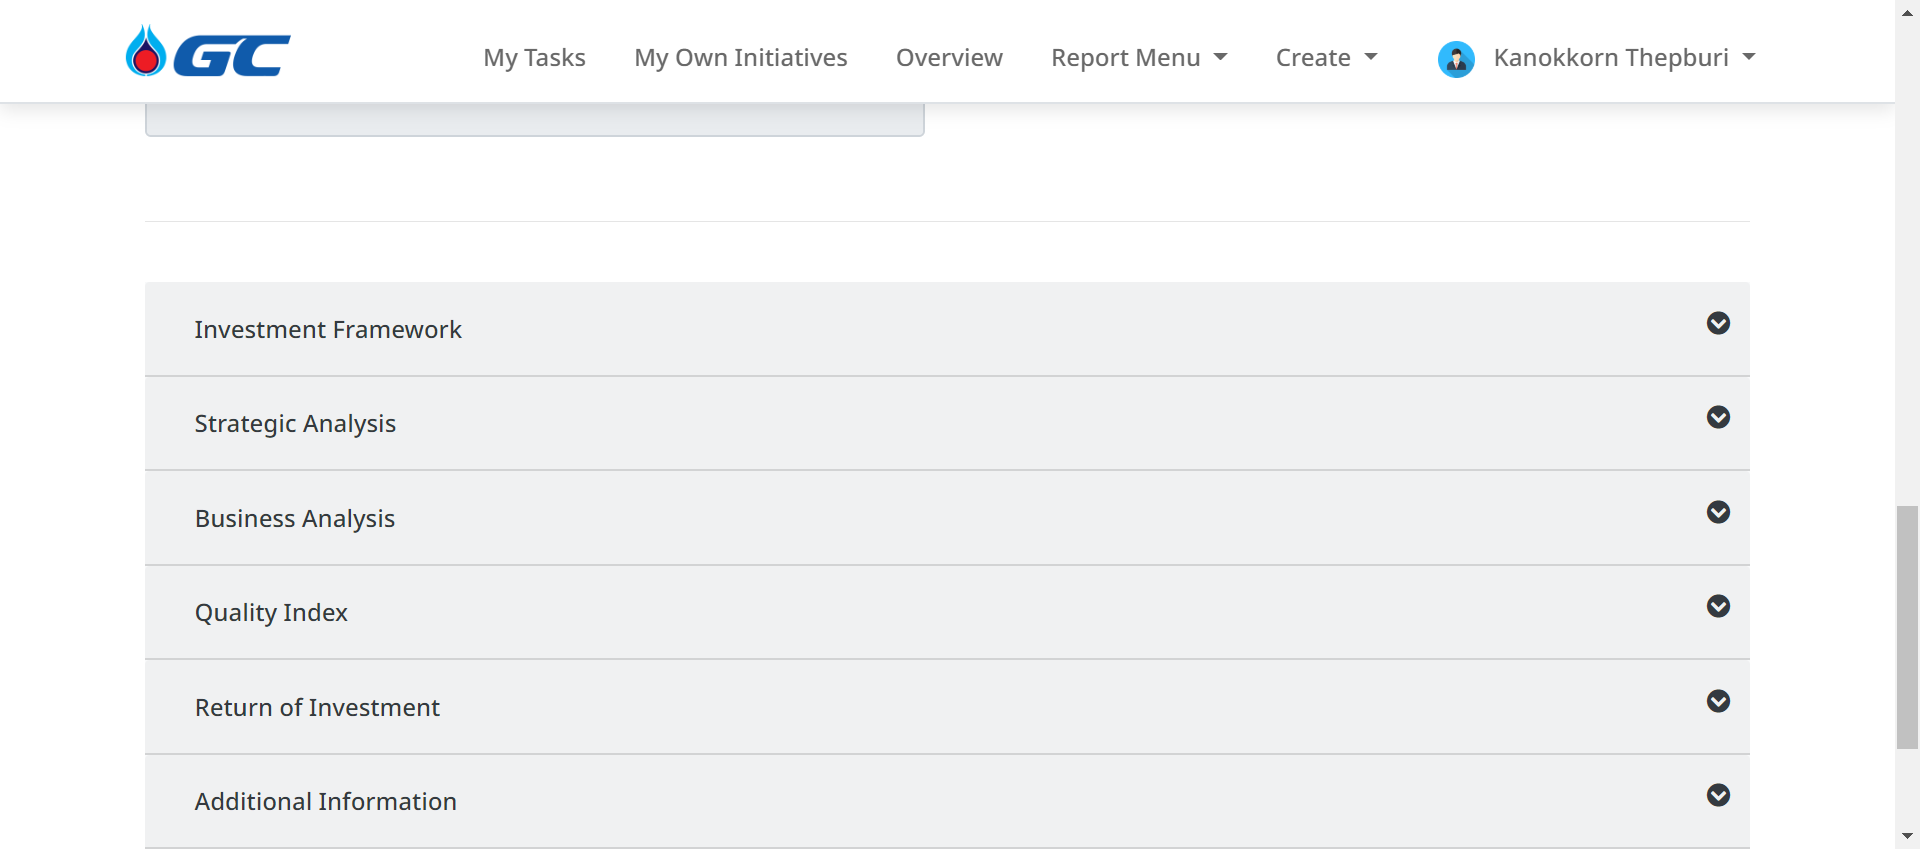 GC
My Tasks
My Own Initiatives
Overview
Report Menu
Create
Kanokkorn Thepburi
Investment Framework
Strategic Analysis
Business Analysis
Quality Index
Return of Investment
Additional Information